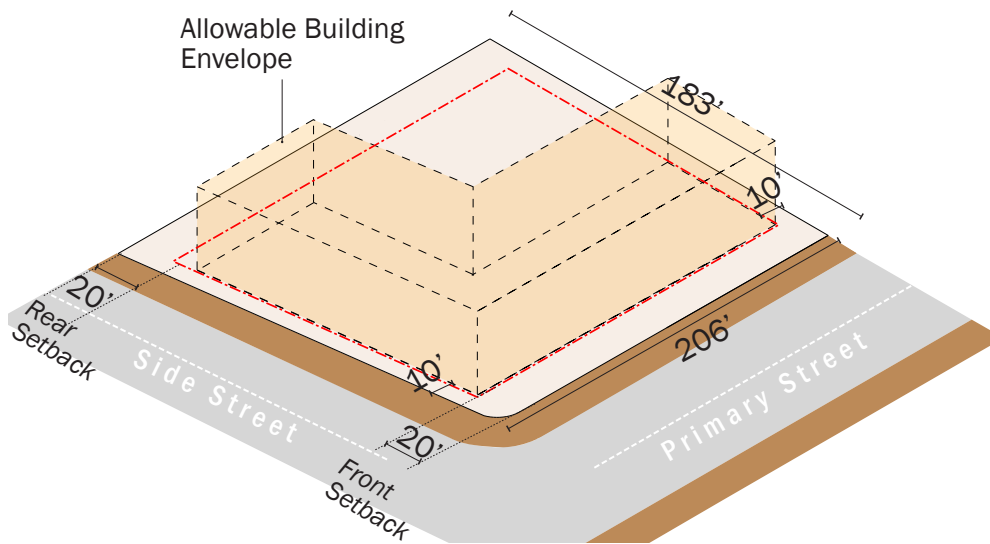 Allowable Building
Envelope
183’
10’
20’
Rear
Setback
206’
Side Street
10’
Primary Street
20’
Front
Setback